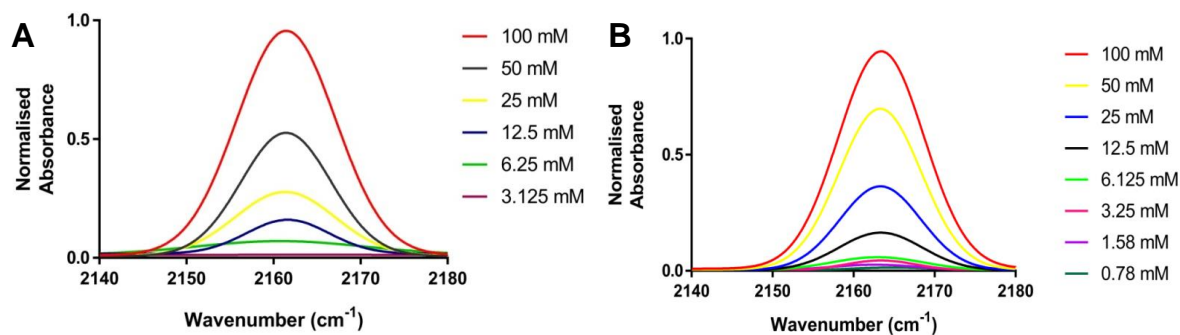 A
1.0
0.5
0.0
Normalised
Absorbance
2140 2150 2160 2170 2180
Wavenumber (cm-1)
100 mM
50 mM
25 mM
12.5 mM
6.25 mM
3.125 mM
B
1.0
0.5
0.0
Normalised
Absorbance
2140 2150 2160 2170 2180
Wavenumber (cm-1)
100 mM
50 mM
25 mM
12.5 mM
6.125 mM
3.25 mM
1.58 mM
0.78 mM